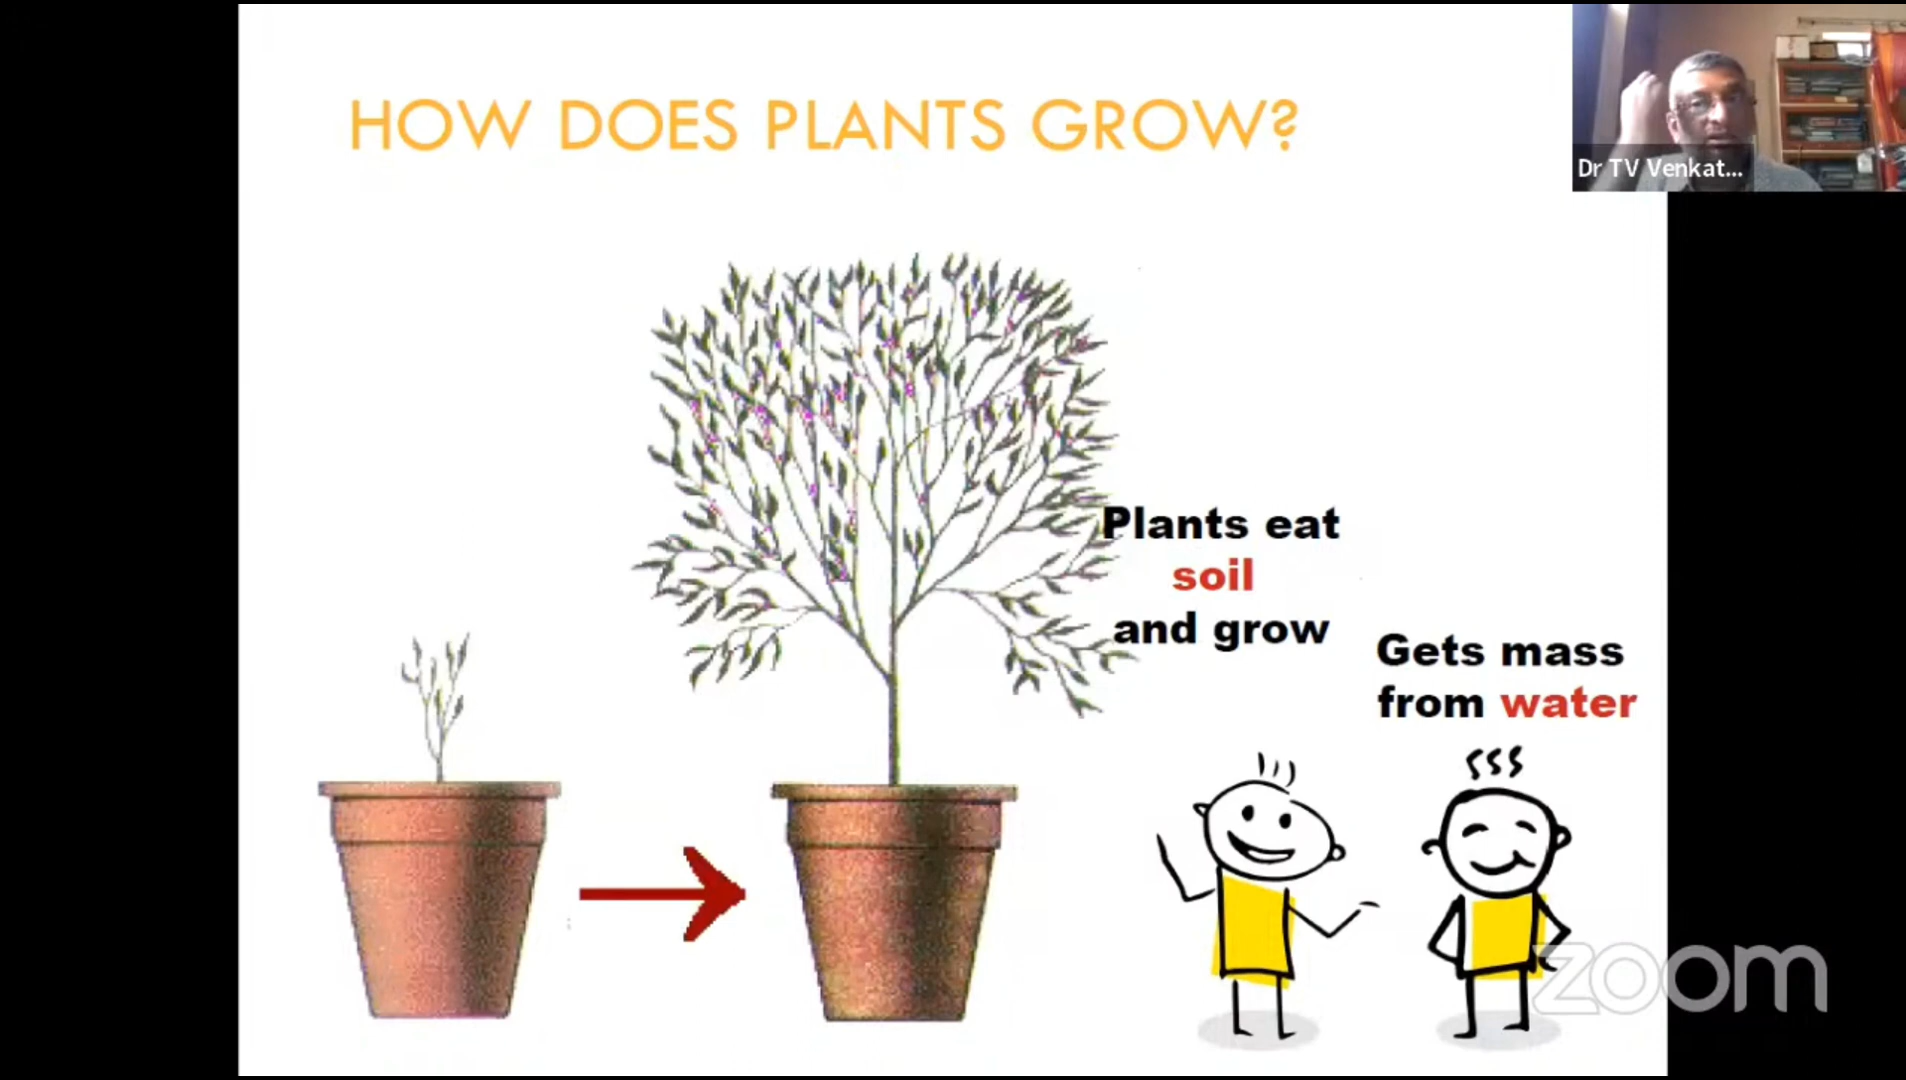 HOW DOES PLANTS GROW?
Dr TV Venkat...
Plants eat
soil
and grow
Gets mass
from water
zoom